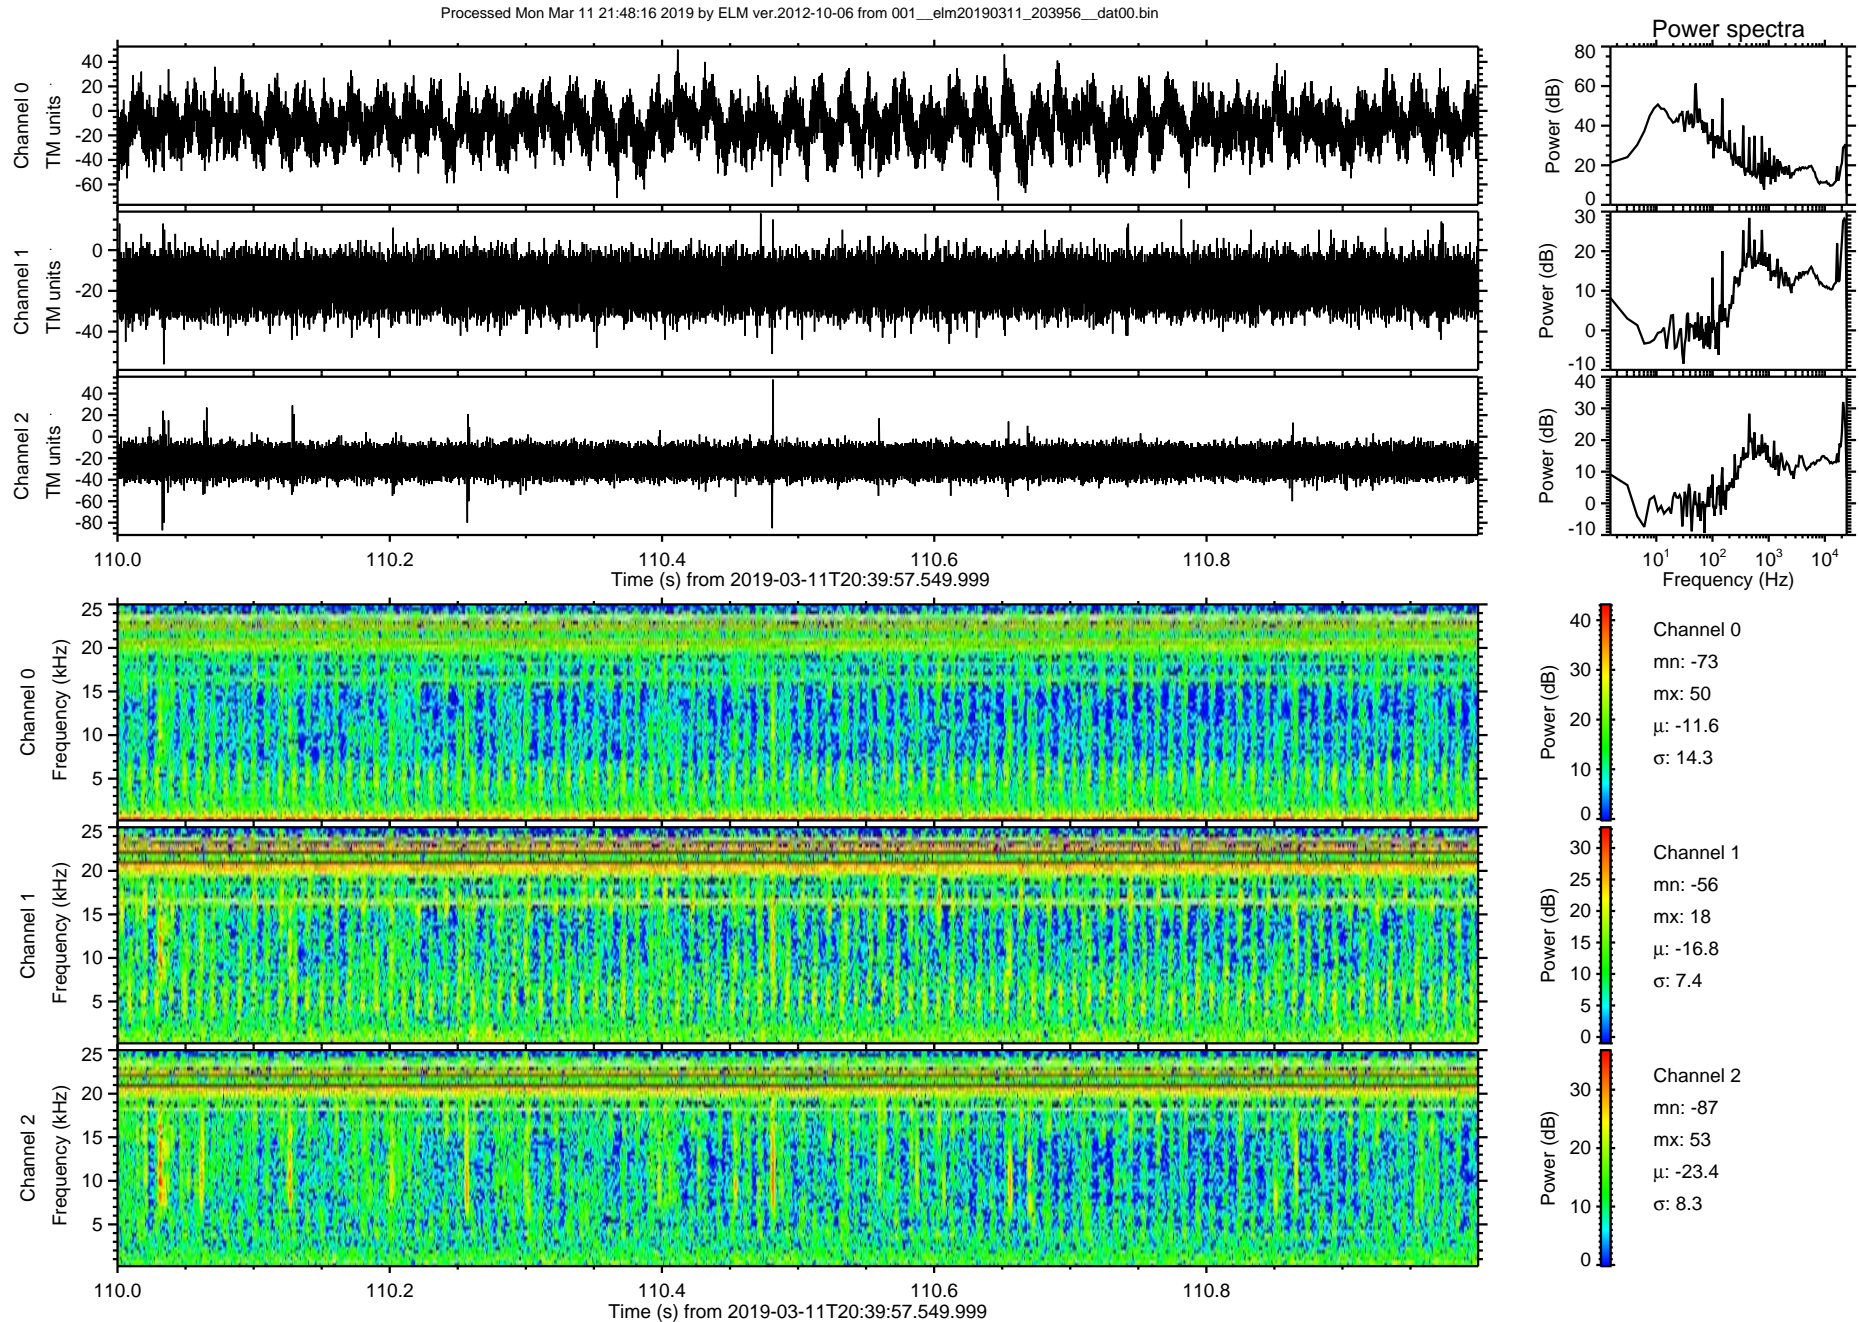 Processed Mon Mar 11 21:48:16 2019 by ELM ver.2012-10-06 from 001__elm20190311_203956__dat00.bin
Power spectra
Channel 0
TM units
40
20
0
-20
-40
-60
Power (dB)
80
60
40
20
0
Channel 1
TM units
0
-20
-40
Power (dB)
30
20
10
0
-10
Channel 2
TM units
40
20
0
-20
-40
-60
-80
Power (dB)
40
30
20
10
0
-10
110.0 110.2 110.4 110.6 110.8
Time (s) from 2019-03-11T20:39:57.549.999
10^1 10^2 10^3 10^4
Frequency (Hz)
Channel 0
Frequency (kHz)
25
20
15
10
5
Power (dB)
40
30
20
10
0
Channel 0
mn: -73
mx: 50
μ: -11.6
σ: 14.3
Channel 1
Frequency (kHz)
25
20
15
10
5
Power (dB)
30
25
20
15
10
5
0
Channel 1
mn: -56
mx: 18
μ: -16.8
σ: 7.4
Channel 2
Frequency (kHz)
25
20
15
10
5
Power (dB)
30
20
10
0
Channel 2
mn: -87
mx: 53
μ: -23.4
σ: 8.3
110.0 110.2 110.4 110.6 110.8
Time (s) from 2019-03-11T20:39:57.549.999